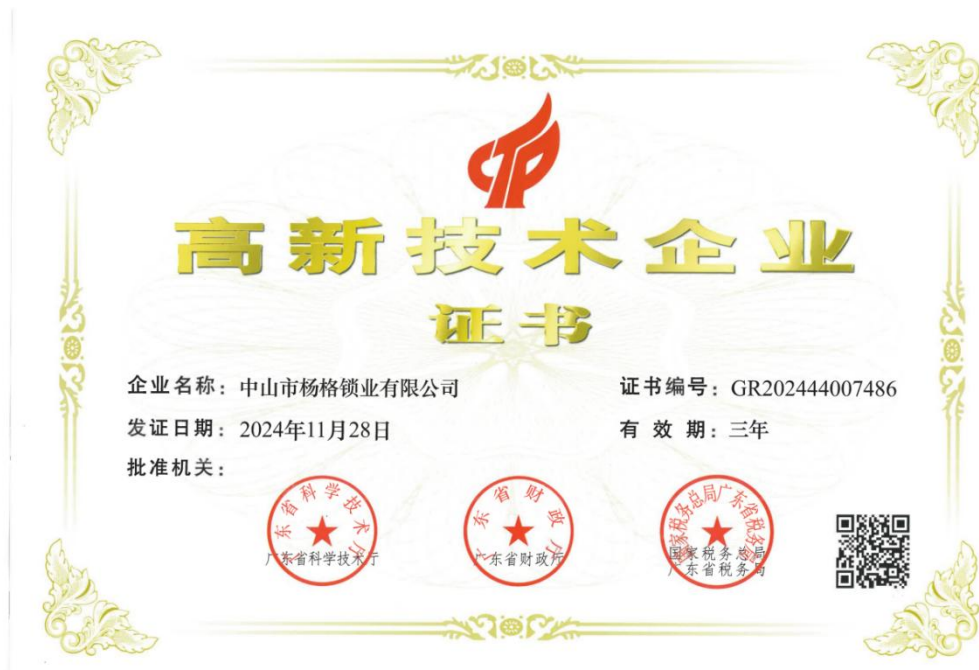 高新技术企业
证书
企业名称：中山市杨格锁业有限公司
证书编号：GR202444007486
发证日期：2024年11月28日
有效期：三年
批准机关：
广东省科学技术厅
广东省科学技术厅
广东省财政厅
广东省财政厅
国家税务总局广东省税务局
国家税务总局
广东省税务局